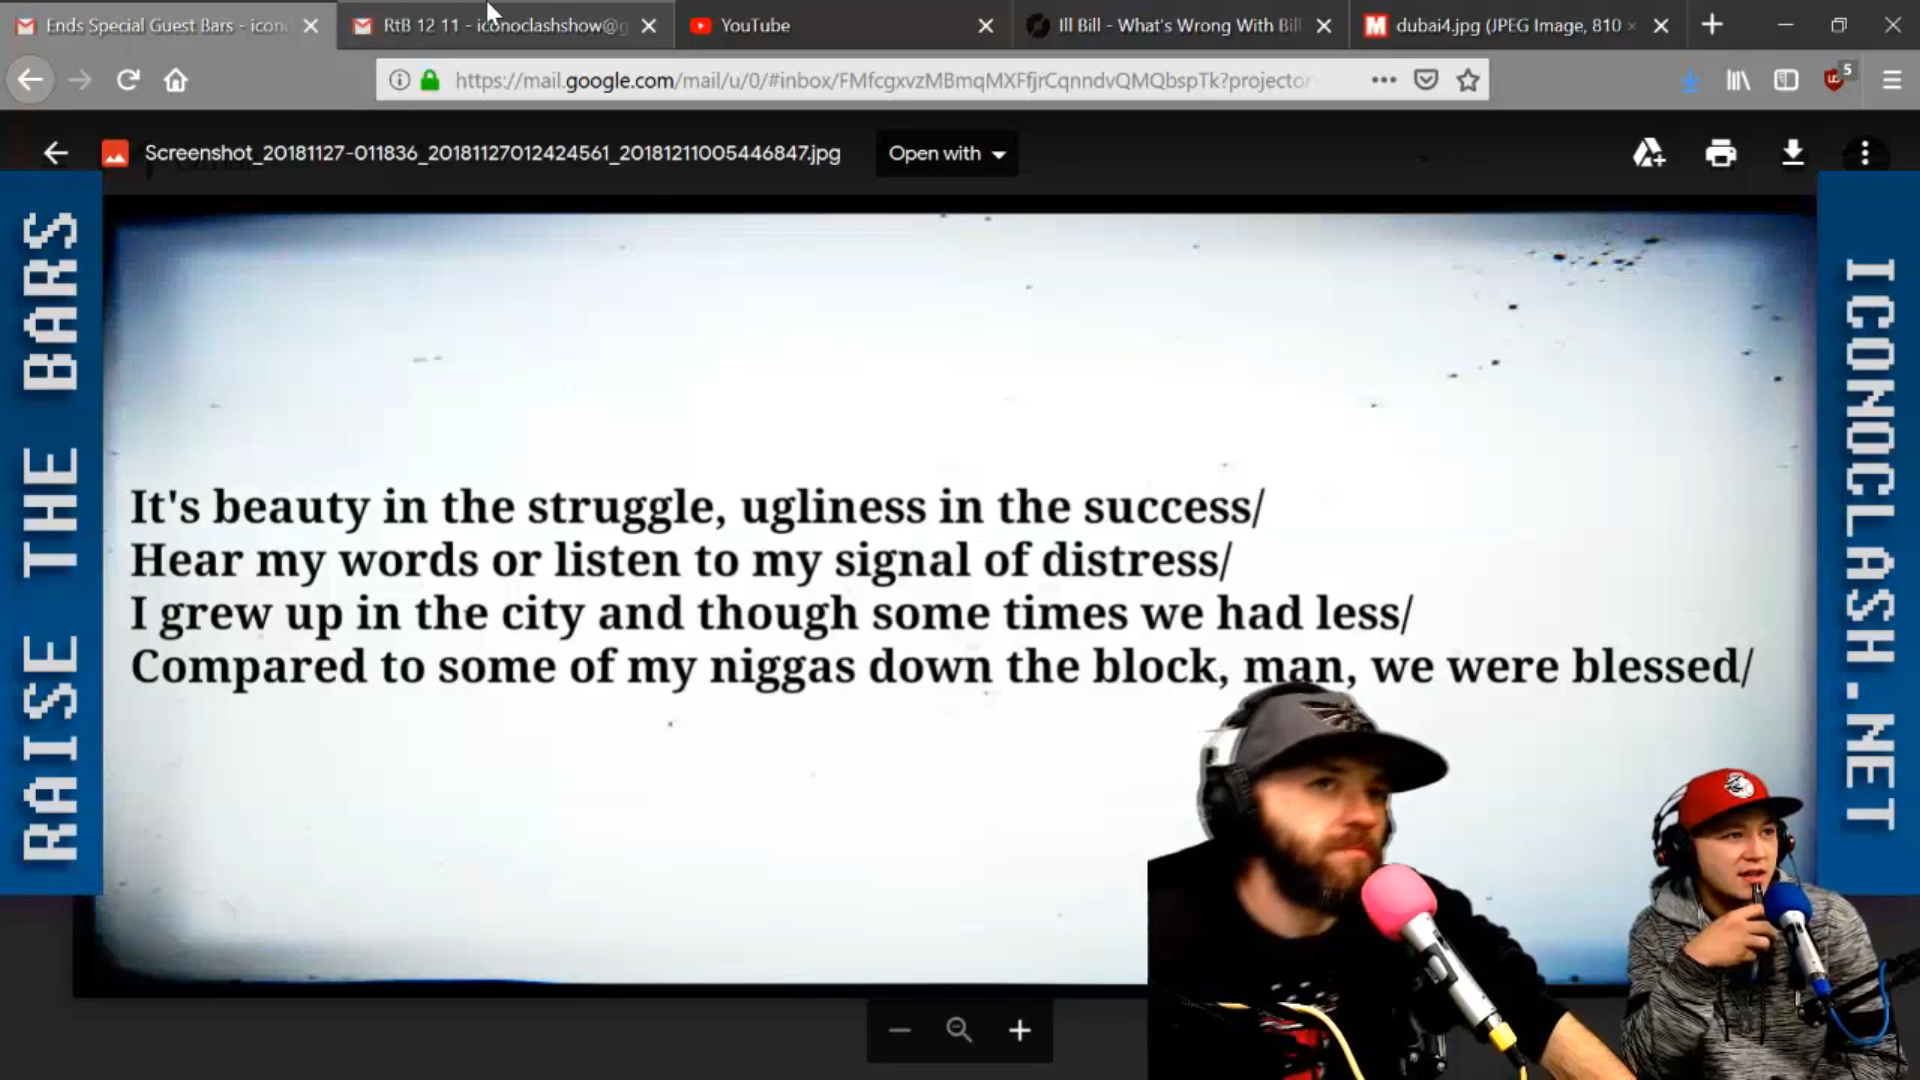 Ends Special Guest Bars - icon
RtB 12 11 - iconoclashshow@g
YouTube
Ill Bill - What's Wrong With Bill
dubai4.jpg (JPEG Image, 810 ×
https://mail.google.com/mail/u/0/#inbox/FMfcgxvzMBmqMXFfjrCqnndvQMQbspTk?projector
5
Screenshot_20181127-011836_20181127012424561_20181211005446847.jpg
Open with
RAISE THE BARS
It's beauty in the struggle, ugliness in the success/
Hear my words or listen to my signal of distress/
I grew up in the city and though some times we had less/
Compared to some of my niggas down the block, man, we were blessed/
ICONOCLASH.NET